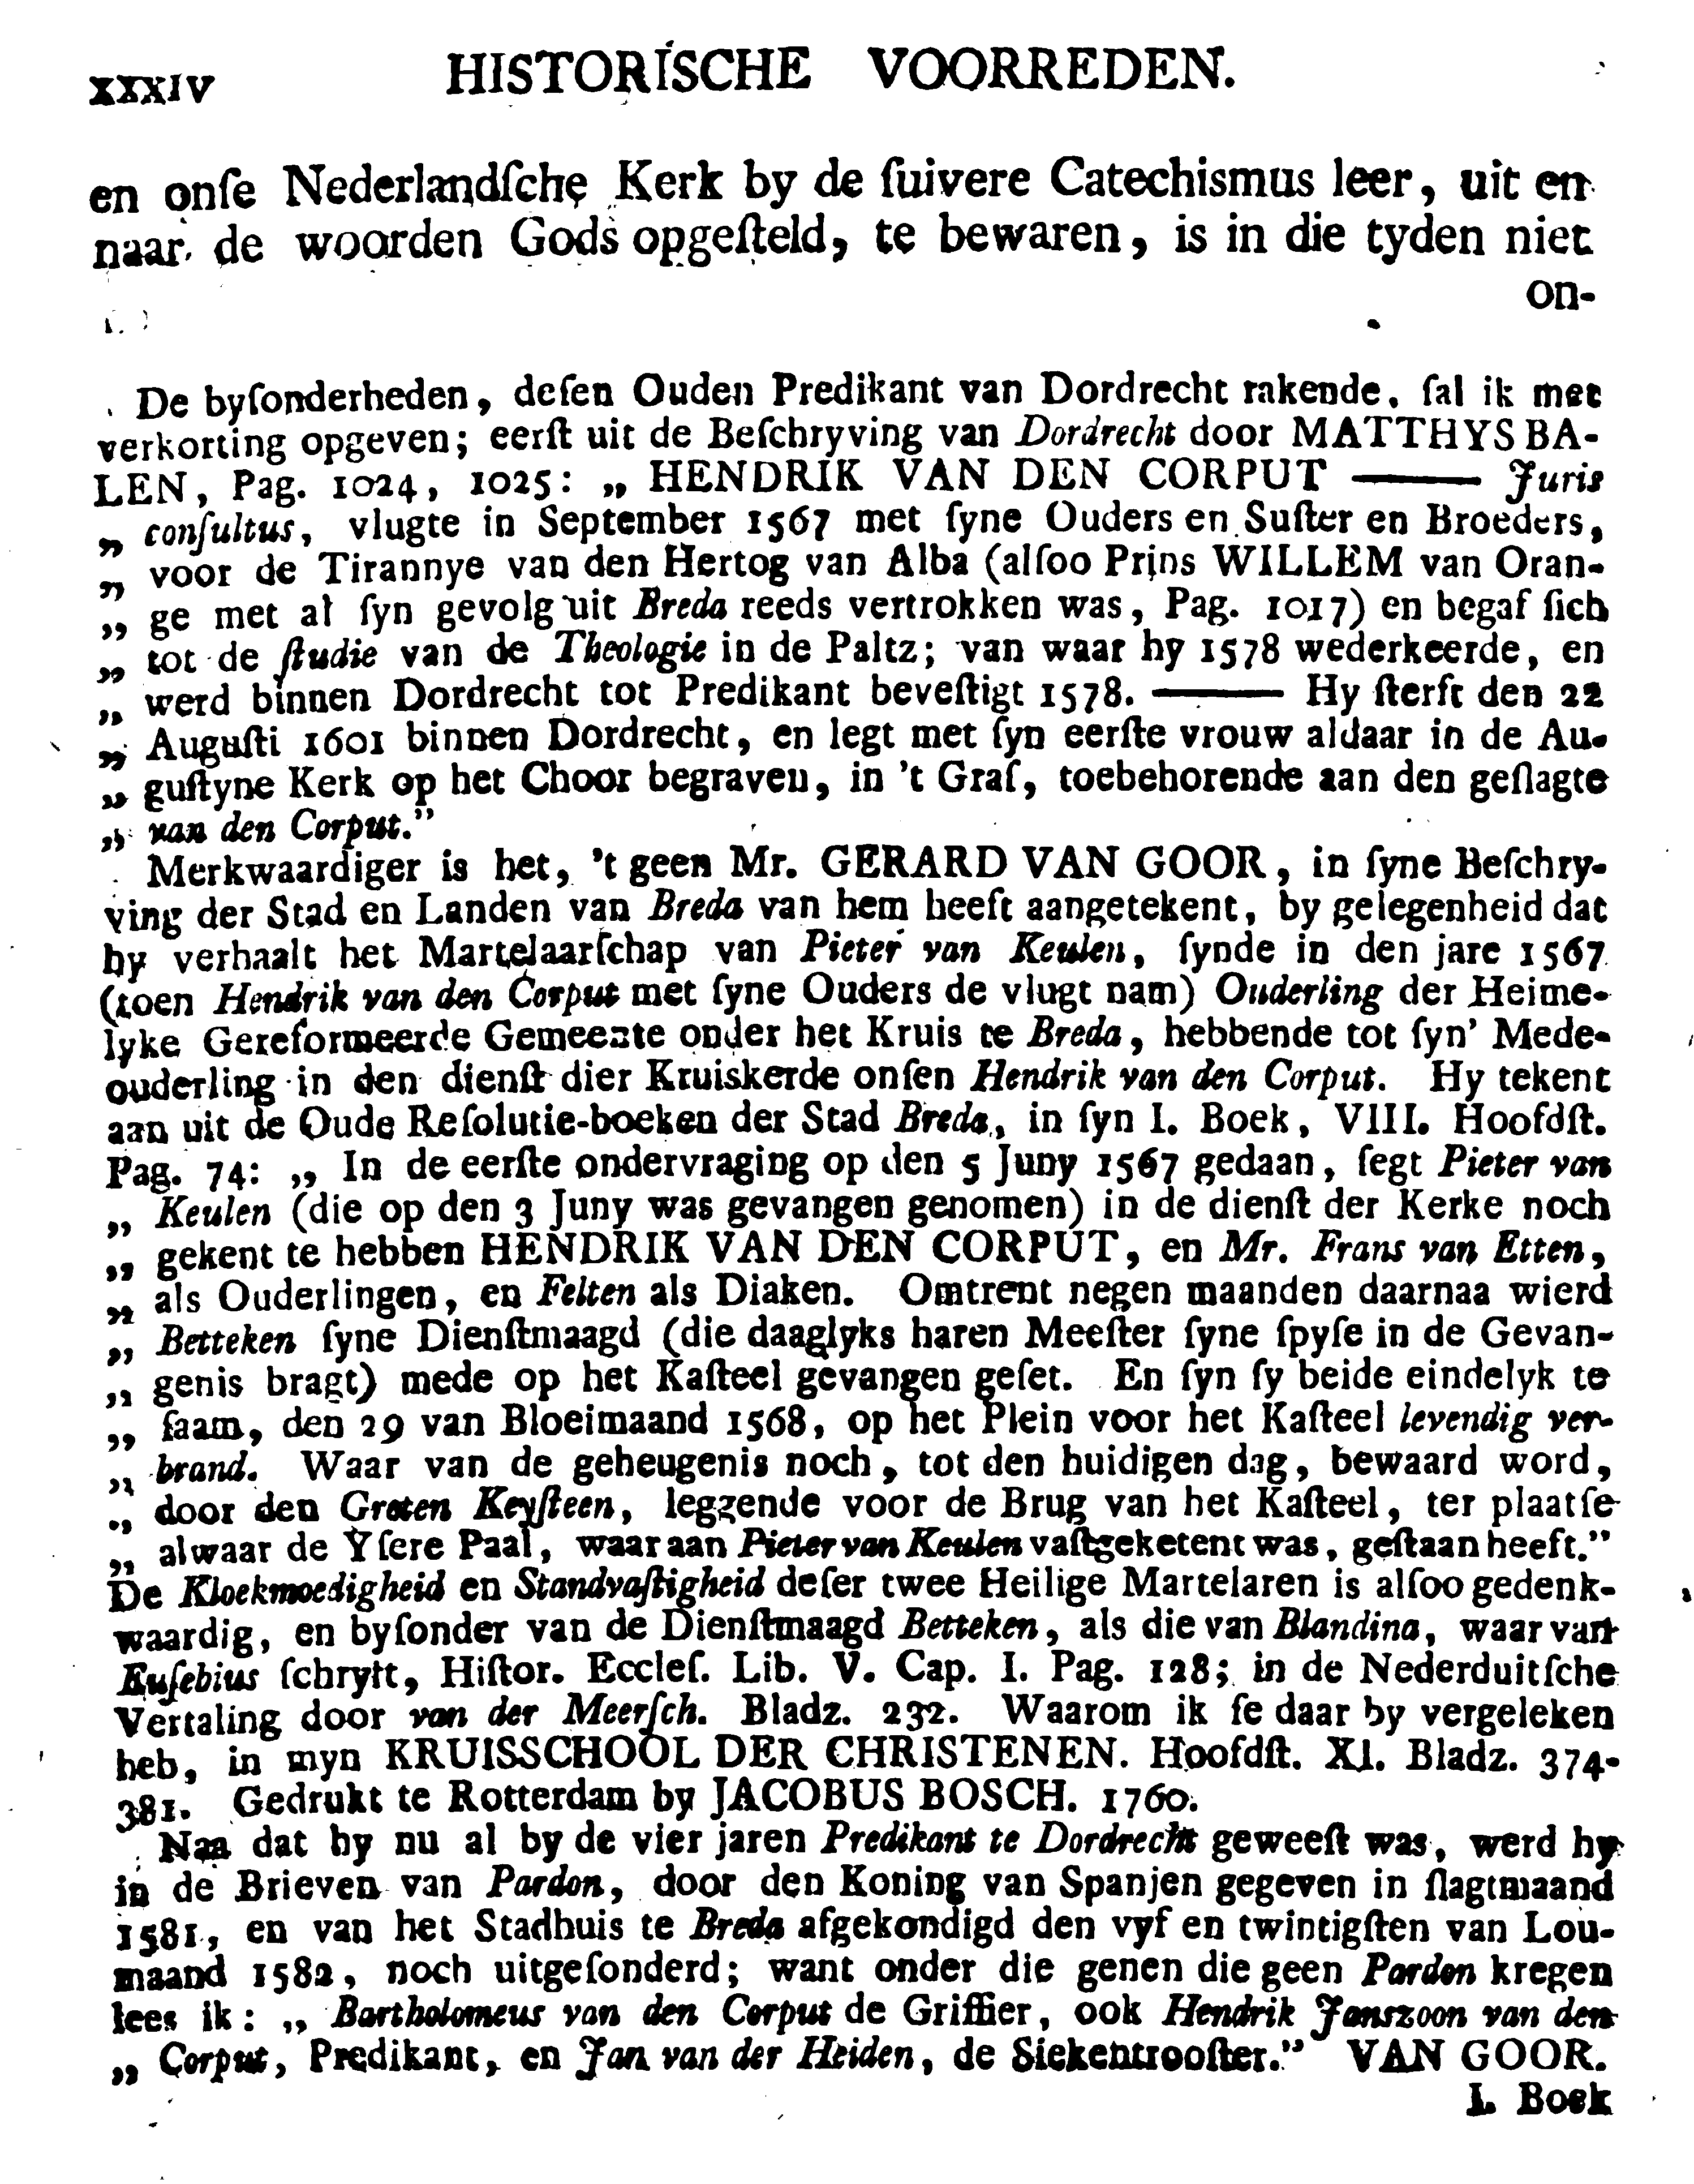 xxxiv HISTORISCHE VOORREDEN.
en onſe Nederlandſche Kerk by de ſuivere Catechismus leer, uit en
naar de woorden Gods opgeſteld, te bewaren, is in die tyden niet
on-
De byſonderheden, deſen Ouden Predikant van Dordrecht rakende, ſal ik met
verkorting opgeven; eerſt uit de Beſchryving van Dordrecht door MATTHYS BA-
LEN, Pag. 1024, 1025: „ HENDRIK VAN DEN CORPUT —— Juris
„ conſultus, vlugte in September 1567 met ſyne Ouders en Suſter en Broeders,
„ voor de Tirannye van den Hertog van Alba (alſoo Prins WILLEM van Oran-
„ ge met al ſyn gevolg uit Breda reeds vertrokken was, Pag. 1017) en begaf ſich
„ tot de ſtudie van de Theologie in de Paltz; van waar hy 1578 wederkeerde, en
„ werd binnen Dordrecht tot Predikant beveſtigt 1578. —— Hy ſterft den 22
„ Auguſti 1601 binnen Dordrecht, en legt met ſyn eerſte vrouw aldaar in de Au-
„ guſtyne Kerk op het Choor begraven, in 't Graf, toebehorende aan den geſlagte
„ van den Corput."
Merkwaardiger is het, 't geen Mr. GERARD VAN GOOR, in ſyne Beſchry-
ving der Stad en Landen van Breda van hem heeft aangetekent, by gelegenheid dat
hy verhaalt het Martelaarſchap van Pieter van Keulen, ſynde in den jare 1567
(toen Hendrik van den Corput met ſyne Ouders de vlugt nam) Ouderling der Heime-
lyke Gereformeerde Gemeente onder het Kruis te Breda, hebbende tot ſyn' Mede-
ouderling in den dienſt dier Kruiskerde onſen Hendrik van den Corput. Hy tekent
aan uit de Oude Reſolutie-boeken der Stad Breda, in ſyn I. Boek, VIII. Hoofdſt.
Pag. 74: „ In de eerſte ondervraging op den 5 Juny 1567 gedaan, ſegt Pieter van
„ Keulen (die op den 3 Juny was gevangen genomen) in de dienſt der Kerke noch
„ gekent te hebben HENDRIK VAN DEN CORPUT, en Mr. Frans van Etten,
„ als Ouderlingen, en Felten als Diaken. Omtrent negen maanden daarnaa wierd
„ Betteken ſyne Dienſtmaagd (die daaglyks haren Meeſter ſyne ſpyſe in de Gevan-
„ genis bragt) mede op het Kaſteel gevangen geſet. En ſyn ſy beide eindelyk te
„ ſaam, den 29 van Bloeimaand 1568, op het Plein voor het Kaſteel levendig ver-
„ brand. Waar van de geheugenis noch, tot den huidigen dag, bewaard word,
„ door den Groten Keyſteen, leggende voor de Brug van het Kaſteel, ter plaatſe
„ alwaar de Yſere Paal, waar aan Pieter van Keulen vaſtgeketent was, geſtaan heeft."
De Kloekmoedigheid en Standvaſtigheid deſer twee Heilige Martelaren is alſoo gedenk-
waardig, en byſonder van de Dienſtmaagd Betteken, als die van Blandina, waar van
Euſebius ſchryft, Hiſtor. Eccleſ. Lib. V. Cap. I. Pag. 128; in de Nederduitſche
Vertaling door van der Meerſch. Bladz. 232. Waarom ik ſe daar by vergeleken
heb, in myn KRUISSCHOOL DER CHRISTENEN. Hoofdſt. XI. Bladz. 374-
381. Gedrukt te Rotterdam by JACOBUS BOSCH. 1760.
Naa dat hy nu al by de vier jaren Predikant te Dordrecht geweeſt was, werd hy
in de Brieven van Pardon, door den Koning van Spanjen gegeven in ſlagtmaand
1581, en van het Stadhuis te Breda afgekondigd den vyf en twintigſten van Lou-
maand 1582, noch uitgeſonderd; want onder die genen die geen Pardon kregen
lees ik: „ Bartholomeus van den Corput de Griffier, ook Hendrik Janszoon van den
„ Corput, Predikant, en Jan van der Heiden, de Siekentrooſter." VAN GOOR.
I. Boek